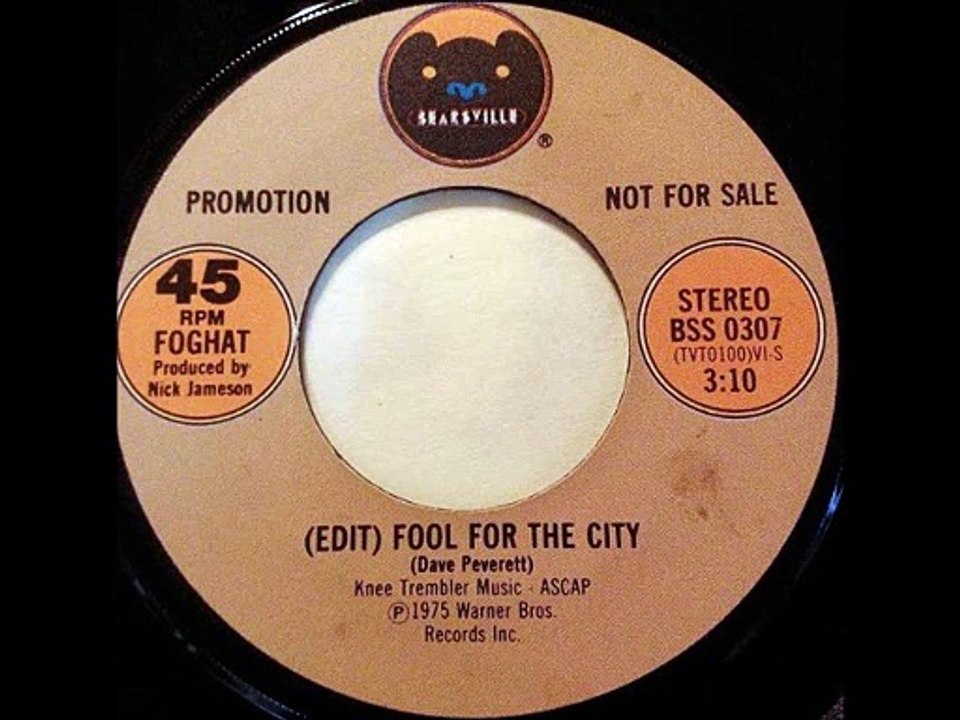 BEARSVILLE
®
PROMOTION
NOT FOR SALE
45
RPM
FOGHAT
Produced by
Nick Jameson
STEREO
BSS 0307
(TVT0100)V1-S
3:10
(EDIT) FOOL FOR THE CITY
(Dave Peverett)
Knee Trembler Music - ASCAP
℗1975 Warner Bros.
Records Inc.